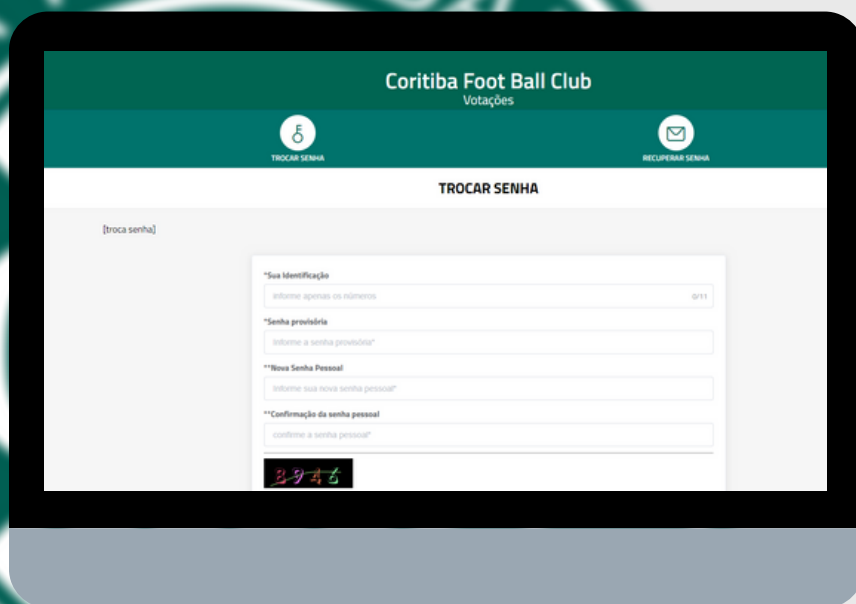 Coritiba Foot Ball Club
Votações
TROCAR SENHA
RECUPERAR SENHA
TROCAR SENHA
[troca senha]
*Sua Identificação
Informe apenas os números
0/11
*Senha provisória
Informe a senha provisória*
**Nova Senha Pessoal
Informe sua nova senha pessoal*
**Confirmação da senha pessoal
confirme a senha pessoal*
8946